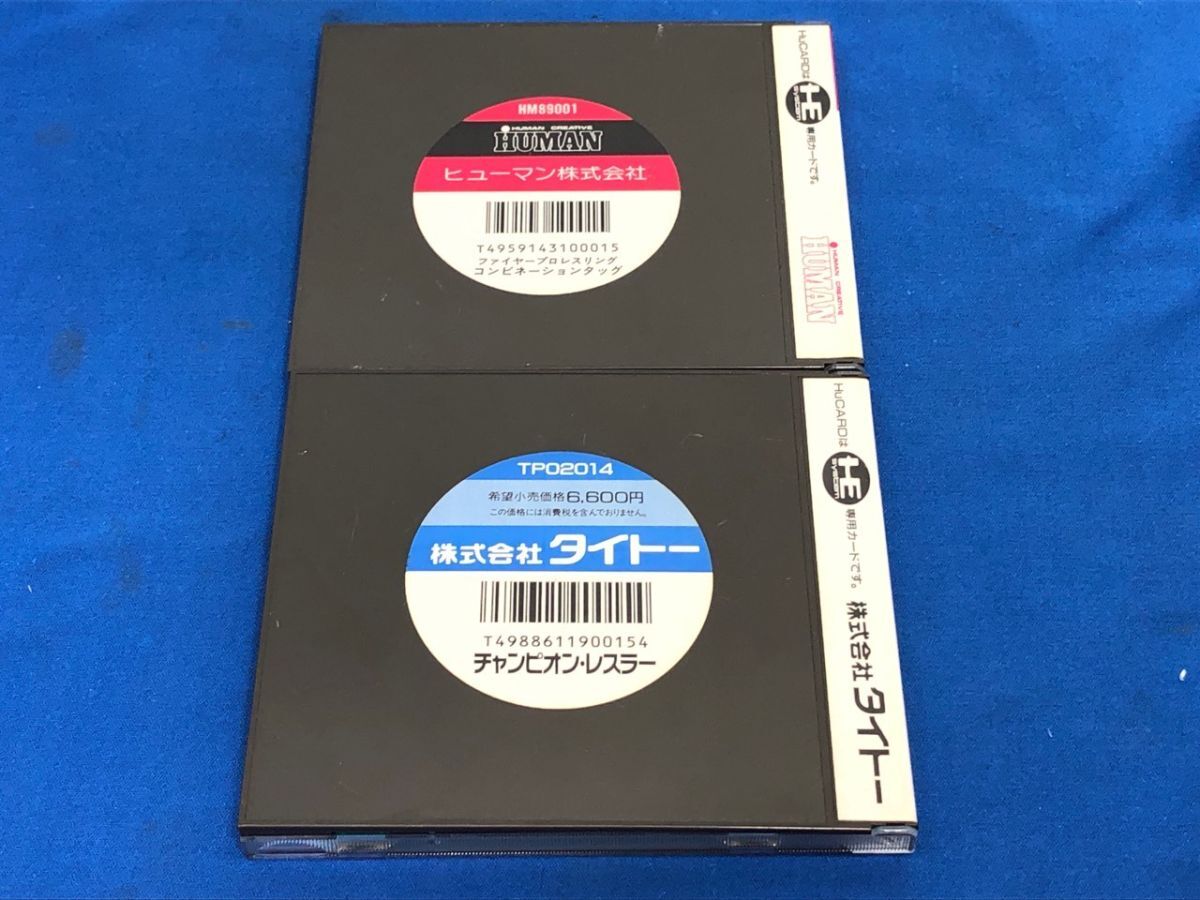 HM89001
HUMAN CREATIVE
HUMAN
ヒューマン株式会社
T4959143100015
ファイヤープロレスリング
コンビネーションタッグ
HuCARDは
HE
SYSTEM
専用カードです。
HUMAN CREATIVE
HUMAN
TP02014
希望小売価格6,600円
この価格には消費税を含んでおりません。
株式会社 タイトー
T4988611900154
チャンピオン・レスラー
HuCARDは
HE
SYSTEM
専用カードです。
株式会社 タイトー